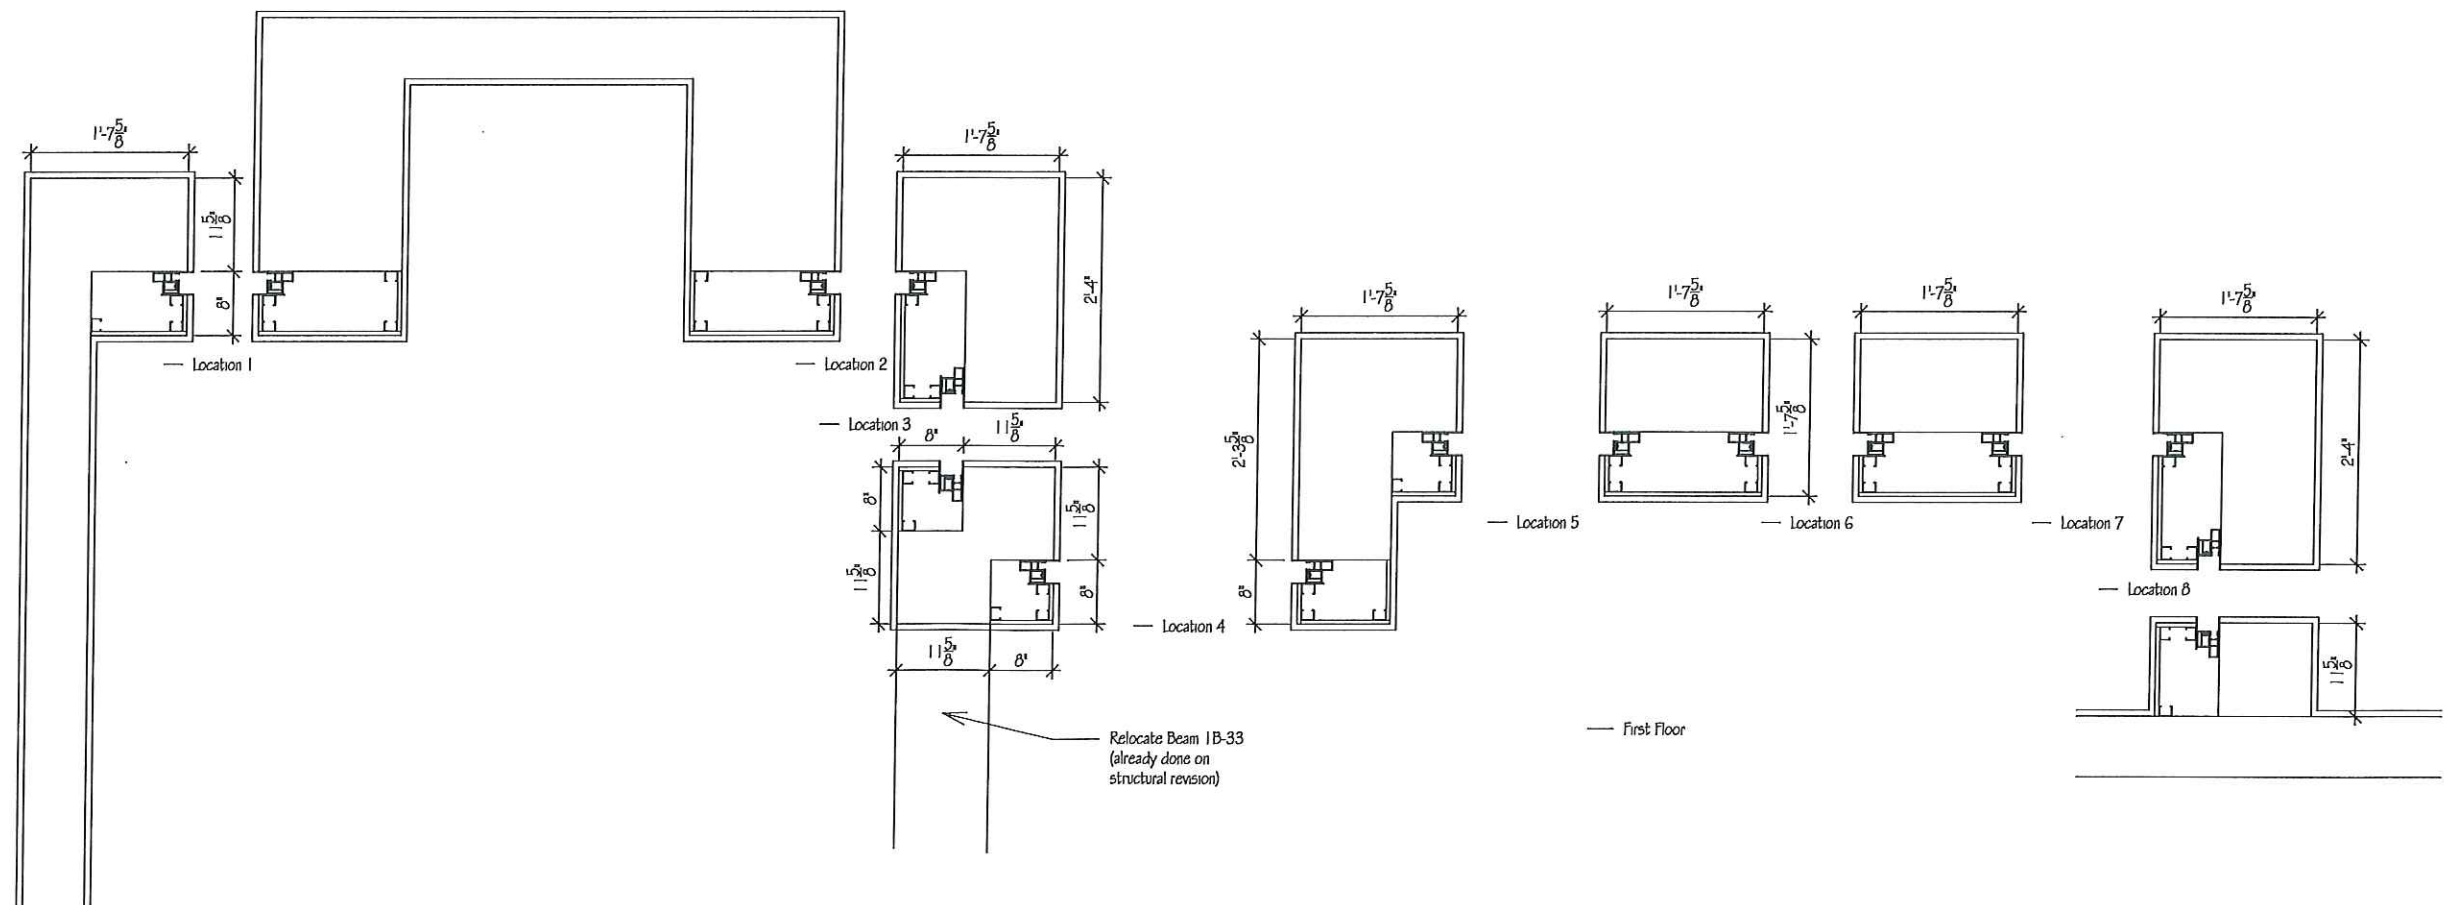 1'-7 5/8"
11 5/8"
8"
Location 1
1'-7 5/8"
2'-4"
Location 2
Location 3
8"
11 5/8"
8"
11 5/8"
11 5/8"
8"
11 5/8"
8"
Location 4
Relocate Beam 1B-33
(already done on
structural revision)
1'-7 5/8"
2'-3 5/8"
8"
Location 5
1'-7 5/8"
1'-7 5/8"
Location 6
1'-7 5/8"
Location 7
1'-7 5/8"
2'-4"
Location 8
11 5/8"
First Floor